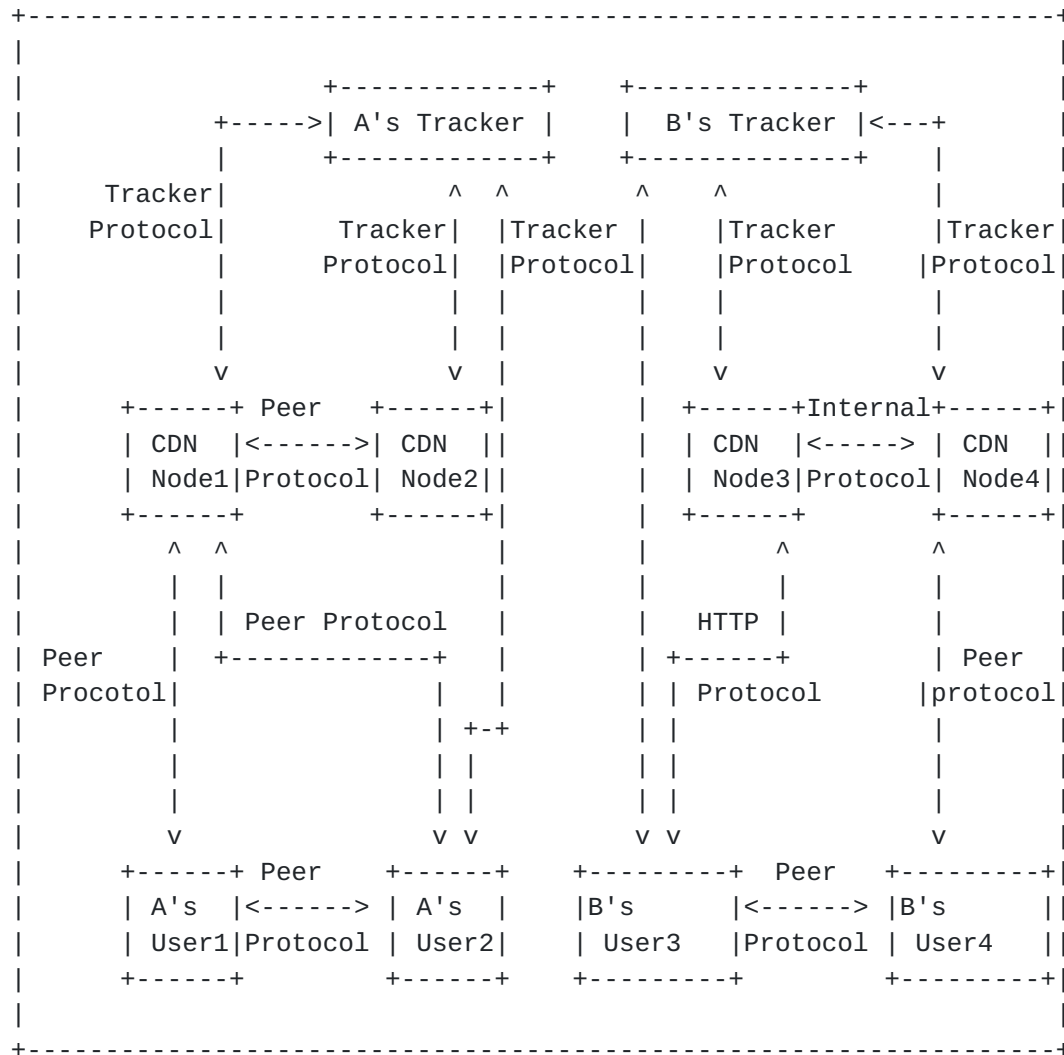 A's Tracker B's Tracker
Tracker
Protocol Tracker Tracker Tracker Tracker
Protocol Protocol Protocol Protocol
Peer Internal
CDN CDN CDN CDN
Node1 Protocol Node2 Node3 Protocol Node4
Peer Protocol HTTP
Peer Peer
Procotol Protocol protocol
Peer Peer
A's A's B's B's
User1 Protocol User2 User3 Protocol User4